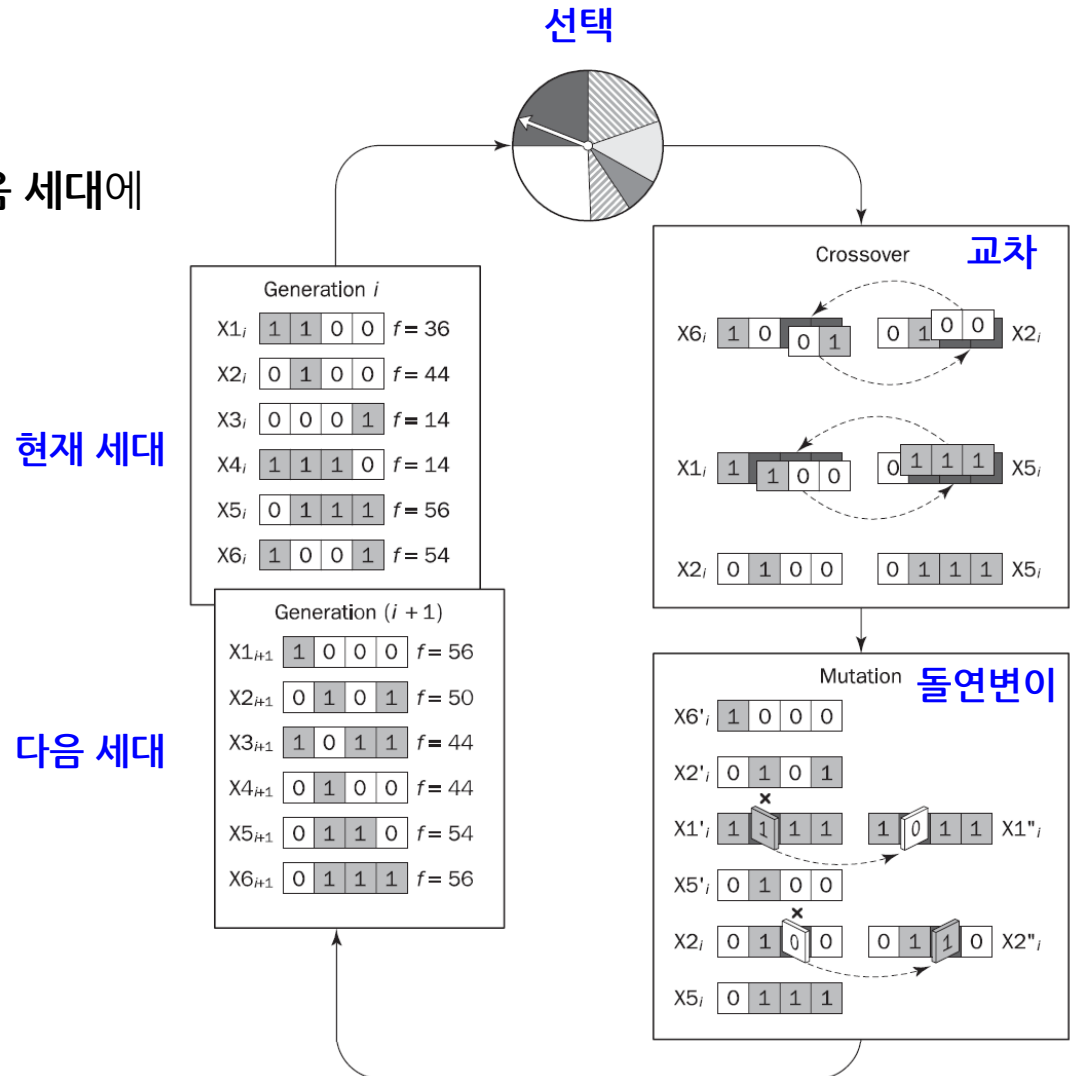 선택
음 세대에
Generation i
X1i 1 1 0 0 f = 36
X2i 0 1 0 0 f = 44
X3i 0 0 0 1 f = 14
현재 세대
X4i 1 1 1 0 f = 14
X5i 0 1 1 1 f = 56
X6i 1 0 0 1 f = 54
Generation (i + 1)
X1i+1 1 0 0 0 f = 56
X2i+1 0 1 0 1 f = 50
다음 세대
X3i+1 1 0 1 1 f = 44
X4i+1 0 1 0 0 f = 44
X5i+1 0 1 1 0 f = 54
X6i+1 0 1 1 1 f = 56
Crossover 교차
X6i 1 0 0 1 0 1 0 0 X2i
X1i 1 1 0 0 0 1 1 1 X5i
X2i 0 1 0 0 0 1 1 1 X5i
Mutation 돌연변이
X6'i 1 0 0 0
X2'i 0 1 0 1
×
X1'i 1 1 1 1 1 0 1 1 X1"i
X5'i 0 1 0 0
×
X2i 0 1 0 0 0 1 1 0 X2"i
X5i 0 1 1 1